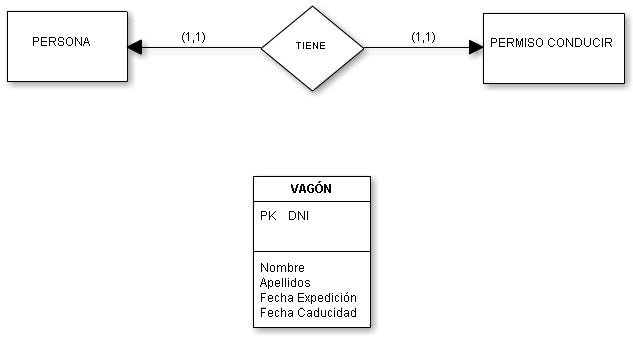 PERSONA
(1,1)
TIENE
(1,1)
PERMISO CONDUCIR
VAGÓN
PK DNI
Nombre
Apellidos
Fecha Expedición
Fecha Caducidad